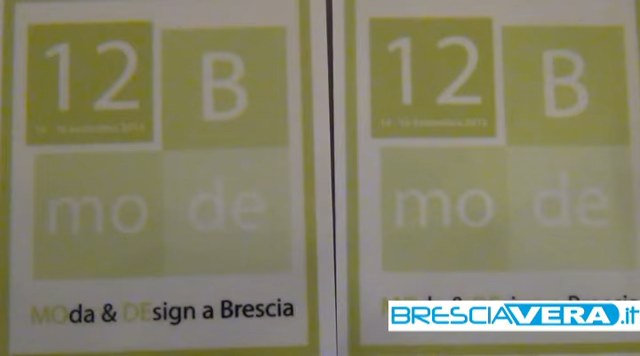 12 B
mo de
MOda & DEsign a Brescia
12 B
mo de
BRESCIAVERA.it